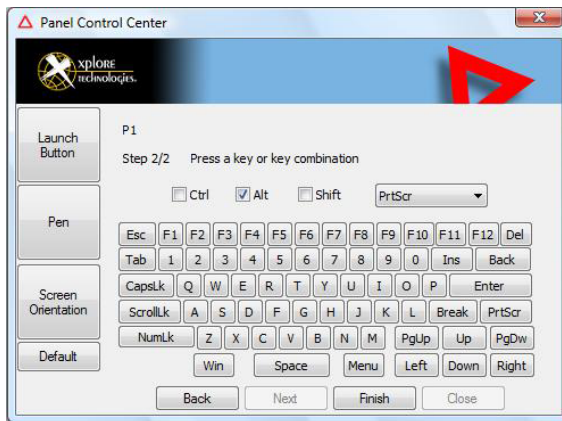 Panel Control Center
xplore
technologies.
Launch
Button
Pen
Screen
Orientation
Default
P1
Step 2/2 Press a key or key combination
Ctrl Alt Shift PrtScr
Esc F1 F2 F3 F4 F5 F6 F7 F8 F9 F10 F11 F12 Del
Tab 1 2 3 4 5 6 7 8 9 0 Ins Back
CapsLk Q W E R T Y U I O P Enter
ScrollLk A S D F G H J K L Break PrtScr
NumLk Z X C V B N M PgUp Up PgDw
Win Space Menu Left Down Right
Back Next Finish Close